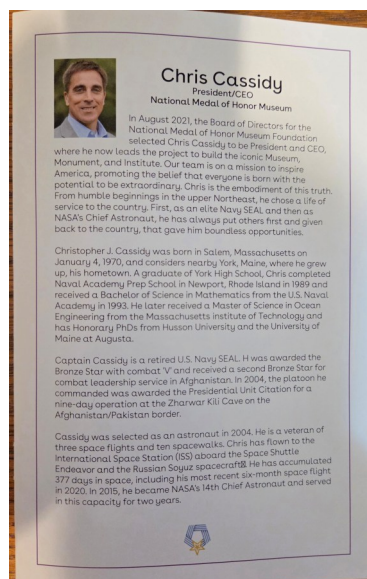 Chris Cassidy
President/CEO
National Medal of Honor Museum
In August 2021, the Board of Directors for the
National Medal of Honor Museum Foundation
selected Chris Cassidy to be President and CEO,
where he now leads the project to build the iconic Museum,
Monument, and Institute. Our team is on a mission to inspire
America, promoting the belief that everyone is born with the
potential to be extraordinary. Chris is the embodiment of this truth.
From humble beginnings in the upper Northeast, he chose a life of
service to the country. First, as an elite Navy SEAL and then as
NASA's Chief Astronaut, he has always put others first and given
back to the country, that gave him boundless opportunities.
Christopher J. Cassidy was born in Salem, Massachusetts on
January 4, 1970, and considers nearby York, Maine, where he grew
up, his hometown. A graduate of York High School, Chris completed
Naval Academy Prep School in Newport, Rhode Island in 1989 and
received a Bachelor of Science in Mathematics from the U.S. Naval
Academy in 1993. He later received a Master of Science in Ocean
Engineering from the Massachusetts institute of Technology and
has Honorary PhDs from Husson University and the University of
Maine at Augusta.
Captain Cassidy is a retired U.S. Navy SEAL. H was awarded the
Bronze Star with combat 'V' and received a second Bronze Star for
combat leadership service in Afghanistan. In 2004, the platoon he
commanded was awarded the Presidential Unit Citation for a
nine-day operation at the Zharwar Kili Cave on the
Afghanistan/Pakistan border.
Cassidy was selected as an astronaut in 2004. He is a veteran of
three space flights and ten spacewalks. Chris has flown to the
International Space Station (ISS) aboard the Space Shuttle
Endeavor and the Russian Soyuz spacecraft. He has accumulated
377 days in space, including his most recent six-month space flight
in 2020. In 2015, he became NASA's 14th Chief Astronaut and served
in this capacity for two years.